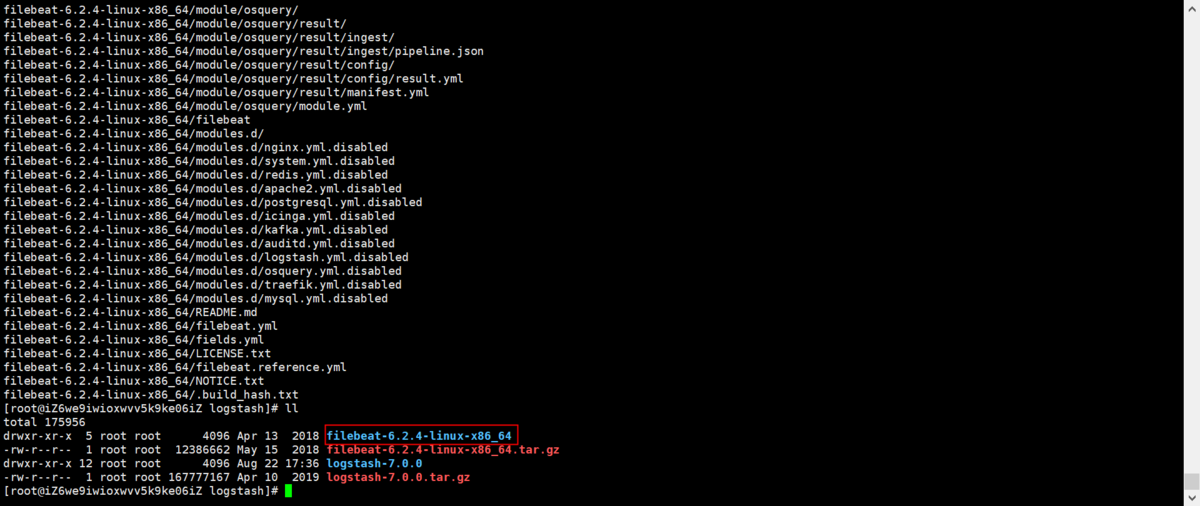 filebeat-6.2.4-linux-x86_64/module/osquery/
filebeat-6.2.4-linux-x86_64/module/osquery/result/
filebeat-6.2.4-linux-x86_64/module/osquery/result/ingest/
filebeat-6.2.4-linux-x86_64/module/osquery/result/ingest/pipeline.json
filebeat-6.2.4-linux-x86_64/module/osquery/result/config/
filebeat-6.2.4-linux-x86_64/module/osquery/result/config/result.yml
filebeat-6.2.4-linux-x86_64/module/osquery/result/manifest.yml
filebeat-6.2.4-linux-x86_64/module/osquery/module.yml
filebeat-6.2.4-linux-x86_64/filebeat
filebeat-6.2.4-linux-x86_64/modules.d/
filebeat-6.2.4-linux-x86_64/modules.d/nginx.yml.disabled
filebeat-6.2.4-linux-x86_64/modules.d/system.yml.disabled
filebeat-6.2.4-linux-x86_64/modules.d/redis.yml.disabled
filebeat-6.2.4-linux-x86_64/modules.d/apache2.yml.disabled
filebeat-6.2.4-linux-x86_64/modules.d/postgresql.yml.disabled
filebeat-6.2.4-linux-x86_64/modules.d/icinga.yml.disabled
filebeat-6.2.4-linux-x86_64/modules.d/kafka.yml.disabled
filebeat-6.2.4-linux-x86_64/modules.d/auditd.yml.disabled
filebeat-6.2.4-linux-x86_64/modules.d/logstash.yml.disabled
filebeat-6.2.4-linux-x86_64/modules.d/osquery.yml.disabled
filebeat-6.2.4-linux-x86_64/modules.d/traefik.yml.disabled
filebeat-6.2.4-linux-x86_64/modules.d/mysql.yml.disabled
filebeat-6.2.4-linux-x86_64/README.md
filebeat-6.2.4-linux-x86_64/filebeat.yml
filebeat-6.2.4-linux-x86_64/fields.yml
filebeat-6.2.4-linux-x86_64/LICENSE.txt
filebeat-6.2.4-linux-x86_64/filebeat.reference.yml
filebeat-6.2.4-linux-x86_64/NOTICE.txt
filebeat-6.2.4-linux-x86_64/.build_hash.txt
[root@iZ6we9iwioxwvv5k9ke06iZ logstash]# ll
total 175956
drwxr-xr-x  5 root root      4096 Apr 13  2018 filebeat-6.2.4-linux-x86_64
-rw-r--r--  1 root root  12386662 May 15  2018 filebeat-6.2.4-linux-x86_64.tar.gz
drwxr-xr-x 12 root root      4096 Aug 22 17:36 logstash-7.0.0
-rw-r--r--  1 root root 167777167 Apr 10  2019 logstash-7.0.0.tar.gz
[root@iZ6we9iwioxwvv5k9ke06iZ logstash]#